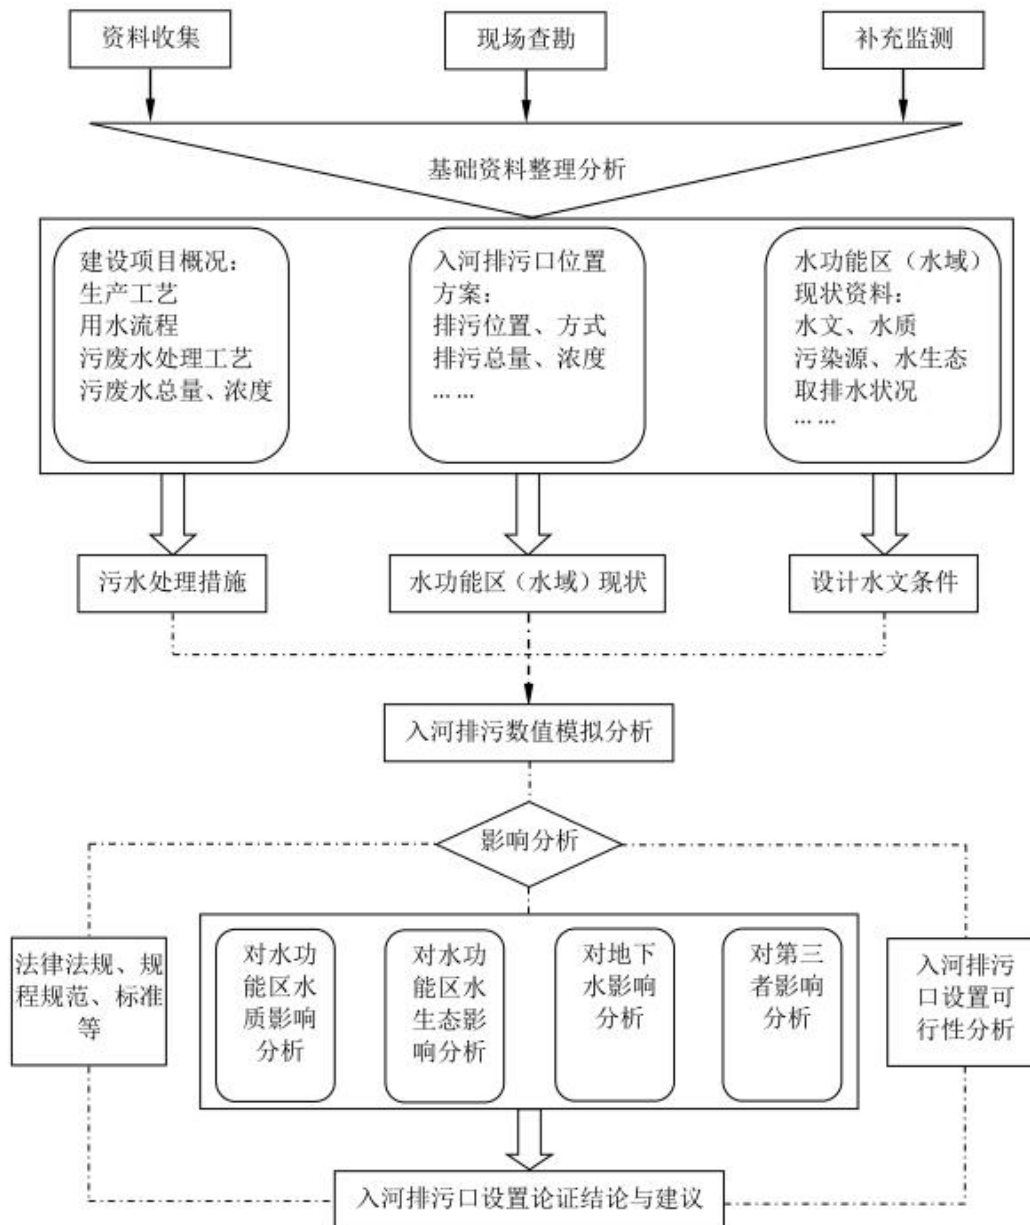 资料收集
现场查勘
补充监测
基础资料整理分析
建设项目概况：
生产工艺
用水流程
污废水处理工艺
污废水总量、浓度
入河排污口位置
方案：
排污位置、方式
排污总量、浓度
… …
水功能区（水域）
现状资料：
水文、水质
污染源、水生态
取排水状况
… …
污水处理措施
水功能区（水域）现状
设计水文条件
入河排污数值模拟分析
影响分析
法律法规、规
程规范、标准
等
对水功
能区水
质影响
分析
对水功
能区水
生态影
响分析
对地下
水影响
分析
对第三
者影响
分析
入河排污
口设置可
行性分析
入河排污口设置论证结论与建议